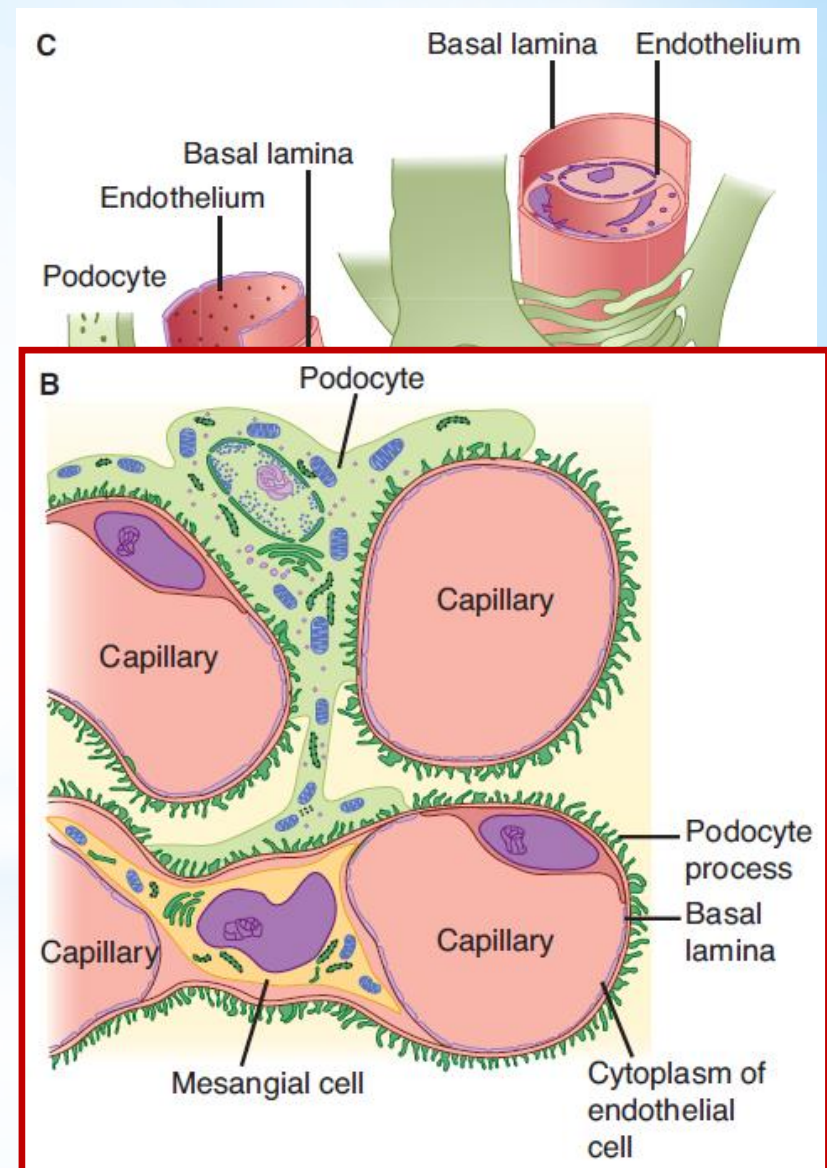 C
Basal lamina
Endothelium
Basal lamina
Endothelium
Podocyte
B
Podocyte
Capillary
Capillary
Podocyte
process
Basal
lamina
Capillary
Capillary
Mesangial cell
Cytoplasm of
endothelial
cell